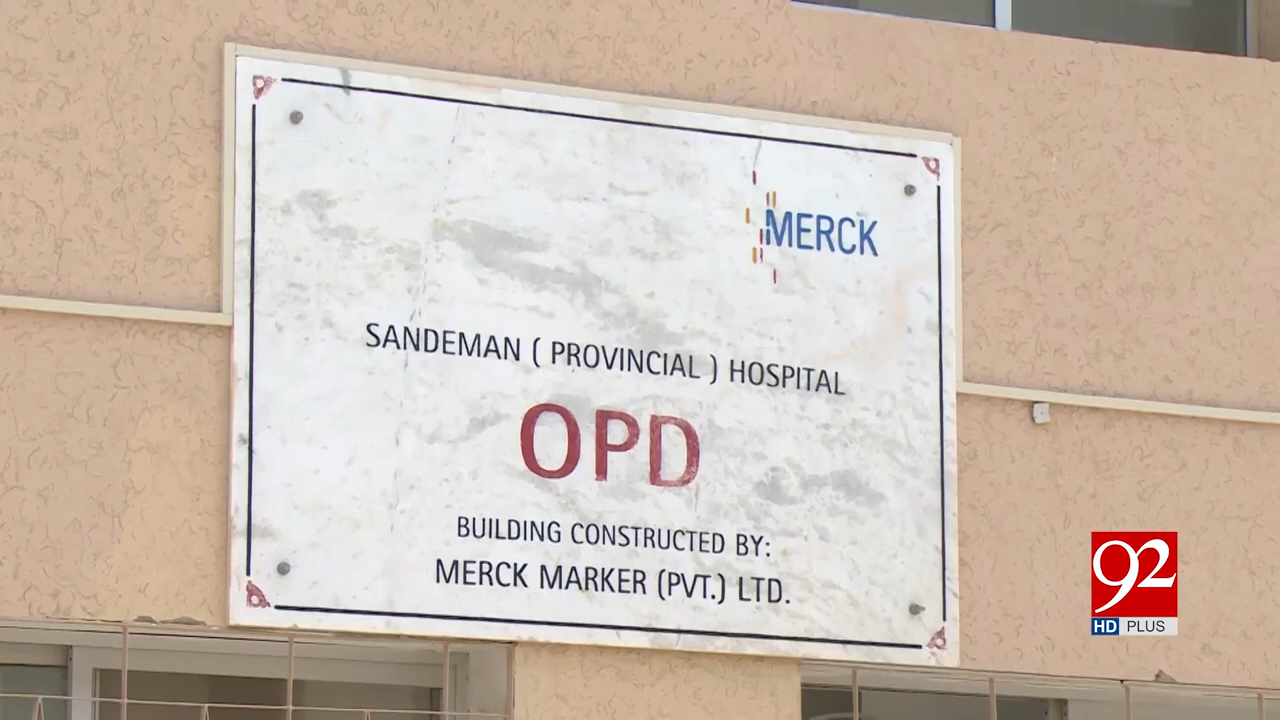 MERCK
SANDEMAN ( PROVINCIAL ) HOSPITAL
OPD
BUILDING CONSTRUCTED BY:
MERCK MARKER (PVT.) LTD.
92
HD PLUS